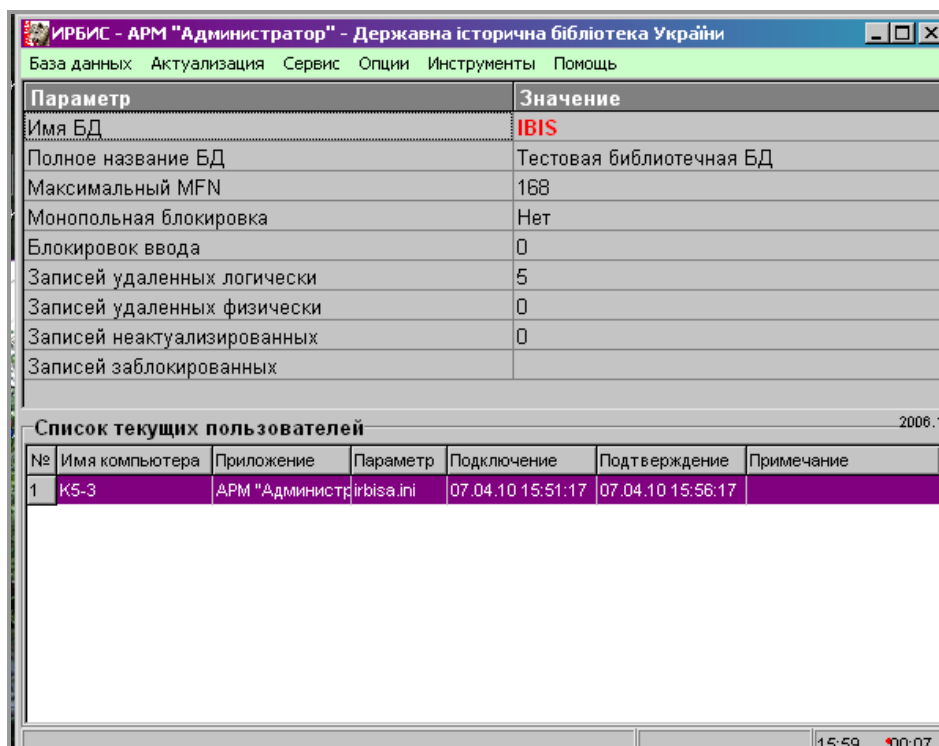 ИРБИС - АРМ "Администратор" - Державна історична бібліотека України
База данных Актуализация Сервис Опции Инструменты Помощь
Параметр Значение
Имя БД IBIS
Полное название БД Тестовая библиотечная БД
Максимальный MFN 168
Монопольная блокировка Нет
Блокировок ввода 0
Записей удаленных логически 5
Записей удаленных физически 0
Записей неактуализированных 0
Записей заблокированных
Список текущих пользователей 2006.
№ Имя компьютера Приложение Параметр Подключение Подтверждение Примечание
1 K5-3 АРМ "Администр irbisa.ini 07.04.10 15:51:17 07.04.10 15:56:17
15:59 00:07